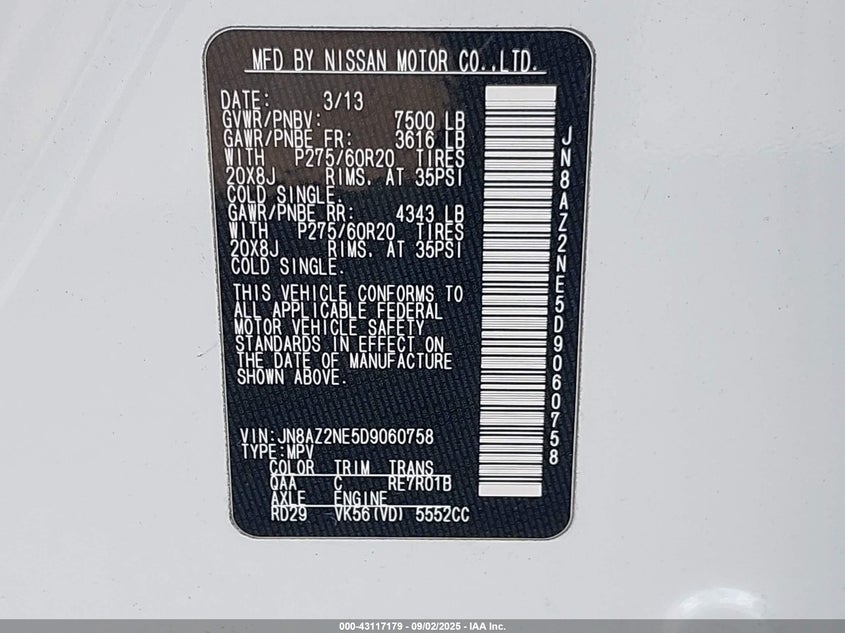 MFD BY NISSAN MOTOR CO.,LTD.
DATE: 3/13
GVWR/PNBV: 7500 LB
GAWR/PNBE FR: 3616 LB
WITH P275/60R20 TIRES
20X8J RIMS. AT 35PSI
COLD SINGLE.
GAWR/PNBE RR: 4343 LB
WITH P275/60R20 TIRES
20X8J RIMS. AT 35PSI
COLD SINGLE.
THIS VEHICLE CONFORMS TO
ALL APPLICABLE FEDERAL
MOTOR VEHICLE SAFETY
STANDARDS IN EFFECT ON
THE DATE OF MANUFACTURE
SHOWN ABOVE.
VIN:JN8AZ2NE5D9060758
TYPE:MPV
COLOR TRIM TRANS
QAA C RE7R01B
AXLE ENGINE
RD29 VK56(VD) 5552CC
JN8AZ2NE5D9060758
000-43117179 - 09/02/2025 - IAA Inc.